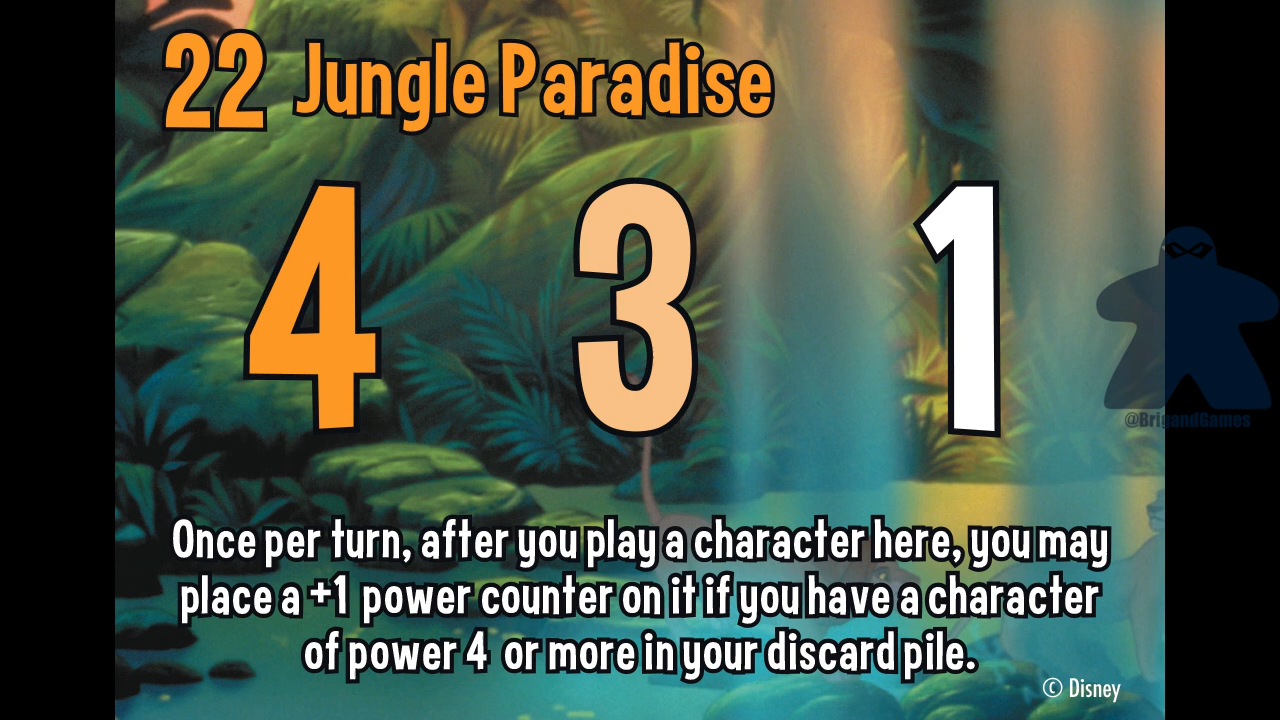 22 Jungle Paradise
4 3 1
@BrigandGames
Once per turn, after you play a character here, you may
place a +1 power counter on it if you have a character
of power 4 or more in your discard pile.
© Disney